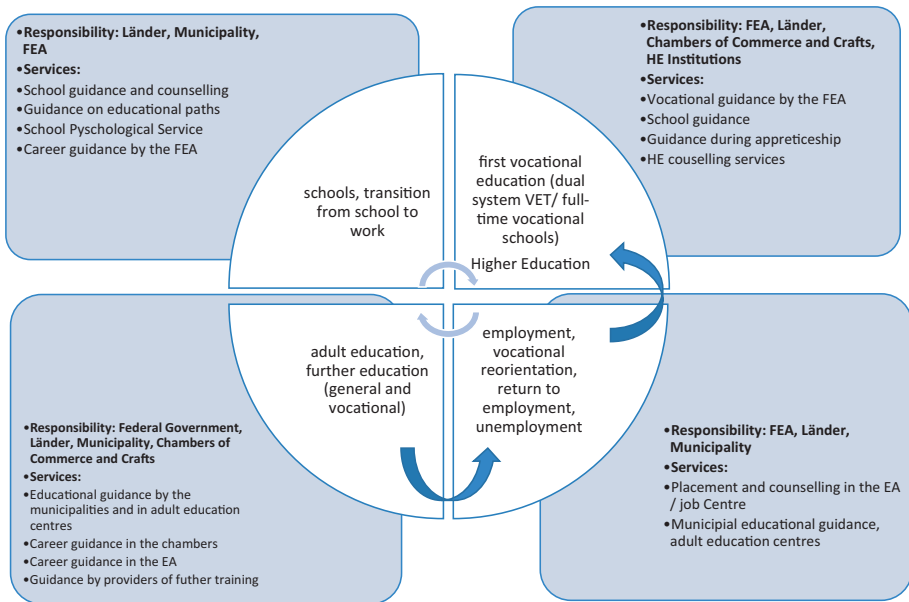 •Responsibility: Länder, Municipality,
FEA
•Services:
•School guidance and counselling
•Guidance on educational paths
•School Pyschological Service
•Career guidance by the FEA
schools, transition
from school to
work
•Responsibility: FEA, Länder,
Chambers of Commerce and Crafts,
HE Institutions
•Services:
•Vocational guidance by the FEA
•School guidance
•Guidance during appreticeship
•HE couselling services
first vocational
education (dual
system VET/ full-
time vocational
schools)
Higher Education
•Responsibility: Federal Government,
Länder, Municipality, Chambers of
Commerce and Crafts
•Services:
•Educational guidance by the
municipalities and in adult education
centres
•Career guidance in the chambers
•Career guidance in the EA
•Guidance by providers of futher training
adult education,
further education
(general and
vocational)
employment,
vocational
reorientation,
return to
employment,
unemployment
•Responsibility: FEA, Länder,
Municipality
•Services:
•Placement and counselling in the EA
/ job Centre
•Municipial educational guidance,
adult education centres